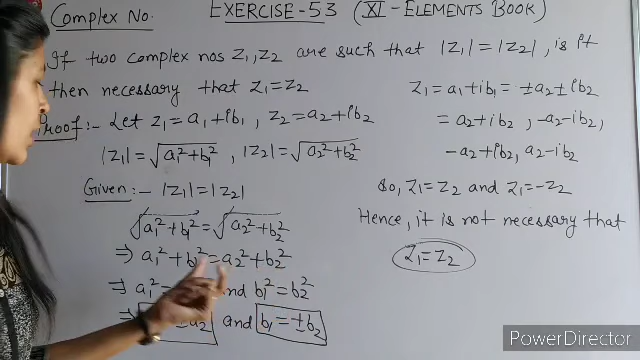 Complex No. EXERCISE-53 (XI - ELEMENTS BOOK)
If two complex nos Z1, Z2 are such that |Z1| = |Z2|, is it
then necessary that Z1=Z2
Proof:- Let Z1 = a1 + ib1, Z2 = a2 + ib2
|Z1| = √a1²+b1², |Z2| = √a2²+b2²
Given:- |Z1| = |Z2|
√a1²+b1² = √a2²+b2²
⇒ a1²+b1² = a2²+b2²
⇒ a1² = and b1² = b2²
⇒ a2 and b1 = ±b2
Z1 = a1+ib1 = ±a2±ib2
= a2+ib2, -a2-ib2,
-a2+ib2, a2-ib2
So, Z1=Z2 and Z1=-Z2
Hence, it is not necessary that
Z1=Z2
PowerDirector